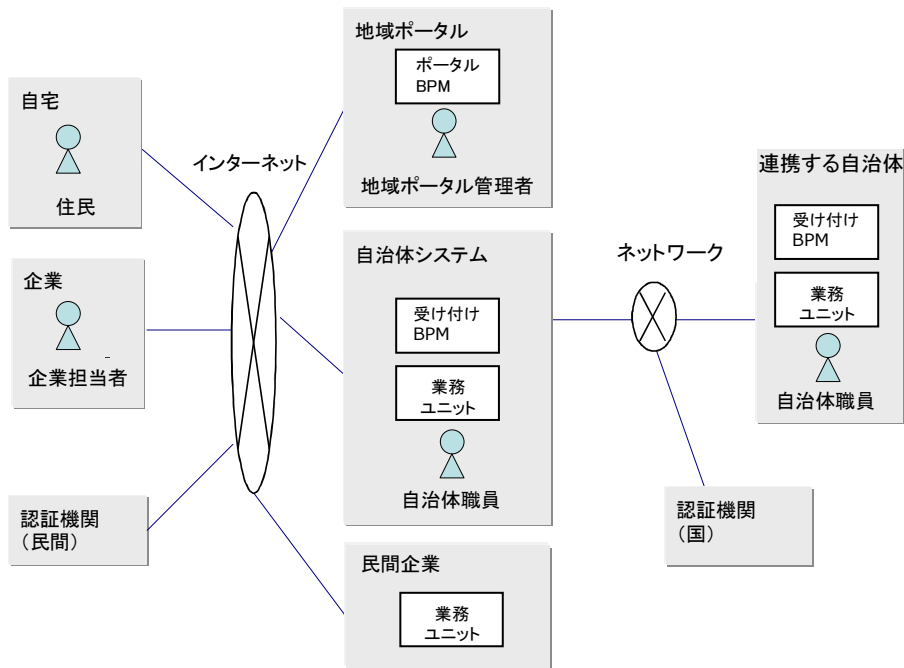 地域ポータル
ポータル
BPM
地域ポータル管理者
自宅
住民
インターネット
企業
企業担当者
認証機関
（民間）
自治体システム
受け付け
BPM
業務
ユニット
自治体職員
民間企業
業務
ユニット
ネットワーク
連携する自治体
受け付け
BPM
業務
ユニット
自治体職員
認証機関
（国）